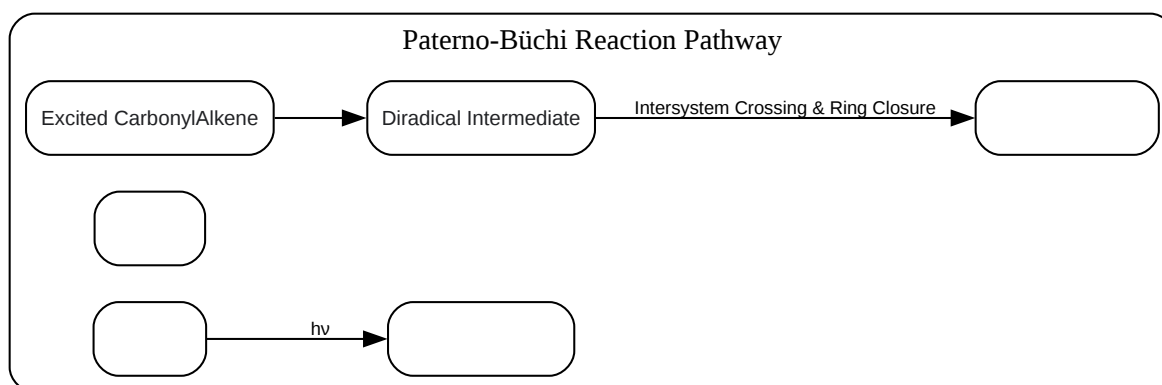 Paterno-Büchi Reaction Pathway
Excited CarbonylAlkene
Diradical Intermediate
Intersystem Crossing & Ring Closure
hν